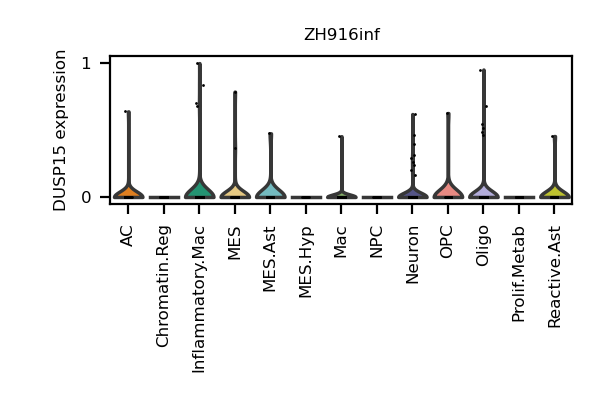 ZH916inf
DUSP15 expression
1
0
AC
Chromatin.Reg
Inflammatory.Mac
MES
MES.Ast
MES.Hyp
Mac
NPC
Neuron
OPC
Oligo
Prolif.Metab
Reactive.Ast